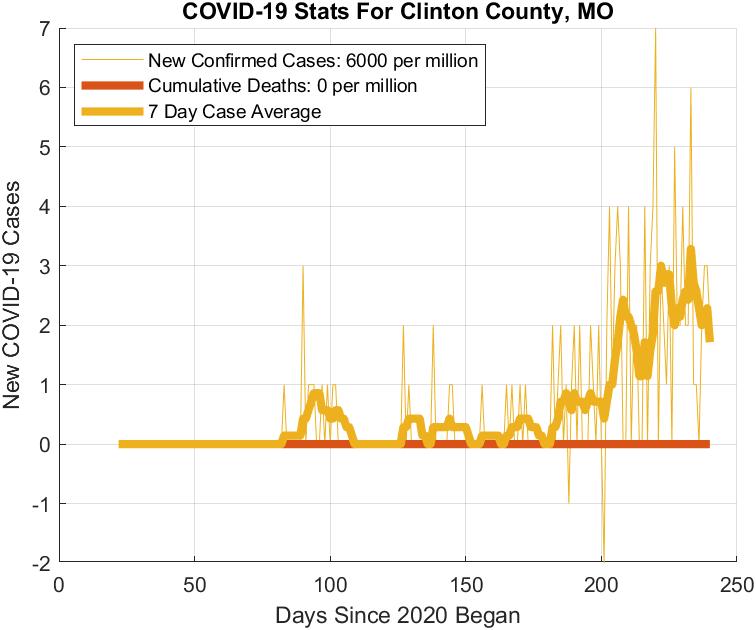 COVID-19 Stats For Clinton County, MO
New Confirmed Cases: 6000 per million
Cumulative Deaths: 0 per million
7 Day Case Average
New COVID-19 Cases
7
6
5
4
3
2
1
0
-1
-2
0 50 100 150 200 250
Days Since 2020 Began